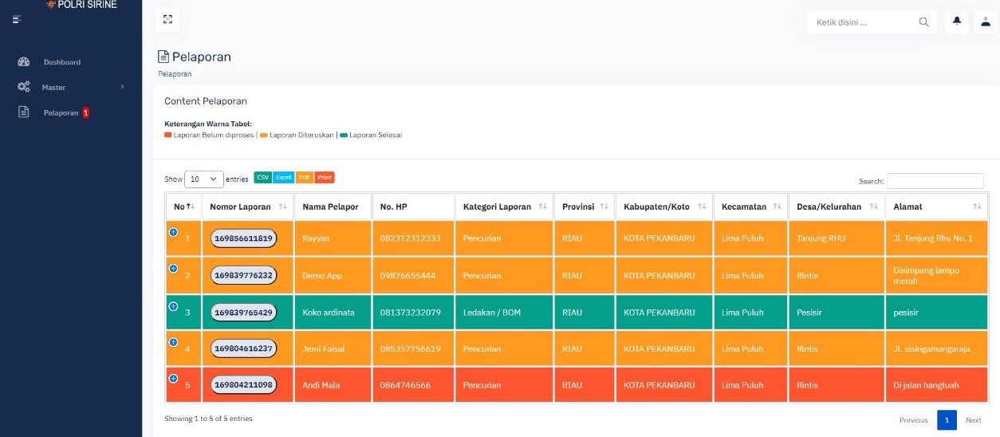 POLRI SIRINE
Ketik disini ...
Dashboard
Master
Pelaporan 1
Pelaporan
Pelaporan
Content Pelaporan
Keterangan Warna Tabel:
Laporan Belum diproses | Laporan Diteruskan | Laporan Selesai
Show 10 entries CSV Excel PDF Print Search:
No Nomor Laporan Nama Pelapor No. HP Kategori Laporan Provinsi Kabupaten/Koto Kecamatan Desa/Kelurahan Alamat
1 169856611819 Rayyan 082312312333 Pencurian RIAU KOTA PEKANBARU Lima Puluh Tanjung RHU Jl. Tanjung Rhu No. 1
2 169839776232 Demo App 09876655444 Pencurian RIAU KOTA PEKANBARU Lima Puluh Rintis Disimpang lampu
merah
3 169839765429 Koko ardinata 081373232079 Ledakan / BOM RIAU KOTA PEKANBARU Lima Puluh Pesisir pesisir
4 169804616237 Jemi Faisal 085357756619 Pencurian RIAU KOTA PEKANBARU Lima Puluh Rintis Jl. sisingamangaraja
5 169804211098 Andi Mala 0864746566 Pencurian RIAU KOTA PEKANBARU Lima Puluh Rintis Di jalan hangtuah
Showing 1 to 5 of 5 entries
Previous 1 Next